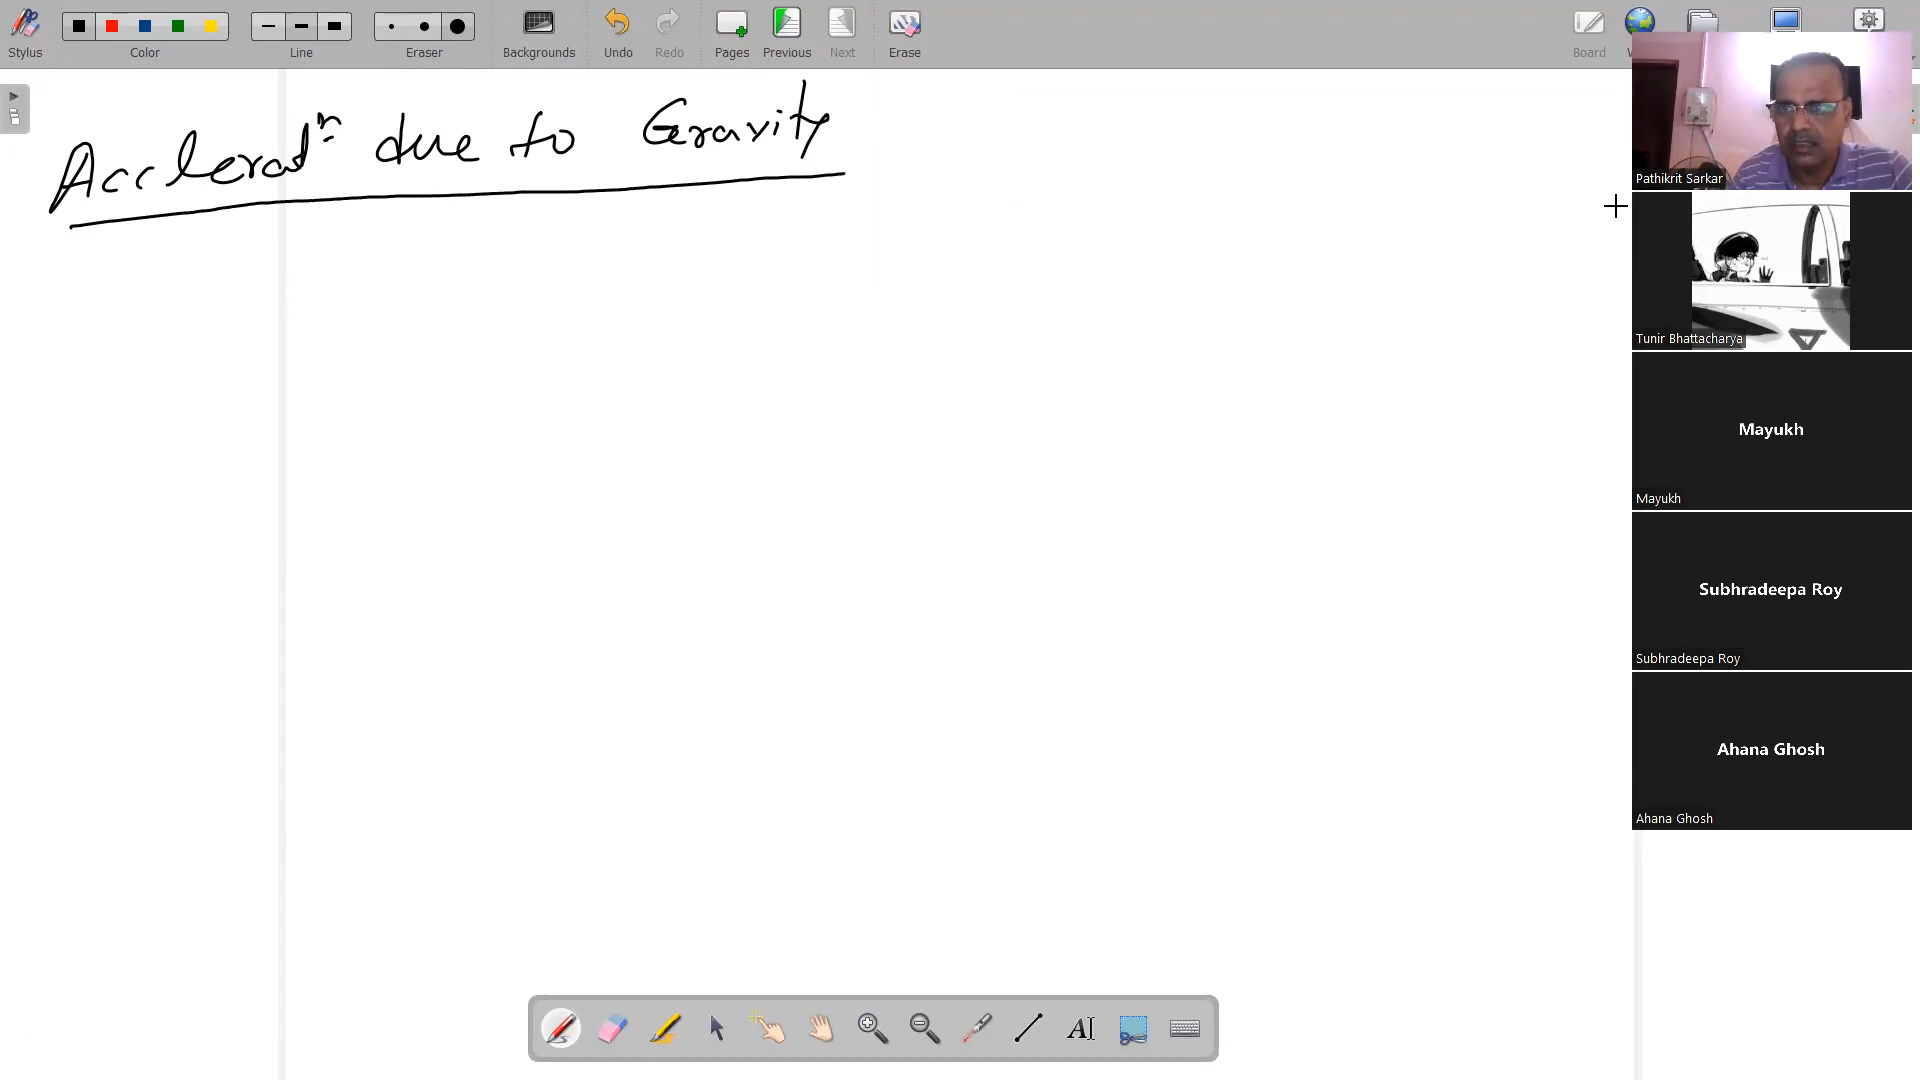 Stylus
Color
Line
Eraser
Backgrounds
Undo
Redo
Pages
Previous
Next
Erase
Board
Accleratⁿ due to Gravity
Pathikrit Sarkar
Tunir Bhattacharya
Mayukh
Mayukh
Subhradeepa Roy
Subhradeepa Roy
Ahana Ghosh
Ahana Ghosh
AI